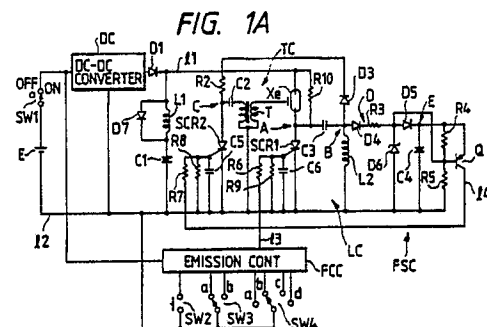 FIG. 1A
DC
DC-DC CONVERTER
D1
l1
TC
OFF
ON
SW1
R2
C2
Xe
R10
D3
C
T
D7
L1
SCR2
A
B
D
R3
D5
E
R4
D4
R8
C5
SCR1
C3
Q
C1
R6
C6
L2
D6
C4
R5
R7
R9
E
l2
l3
LC
FSC
l4
EMISSION CONT
FCC
a
b
a
b
c
d
SW2
SW3
SW4